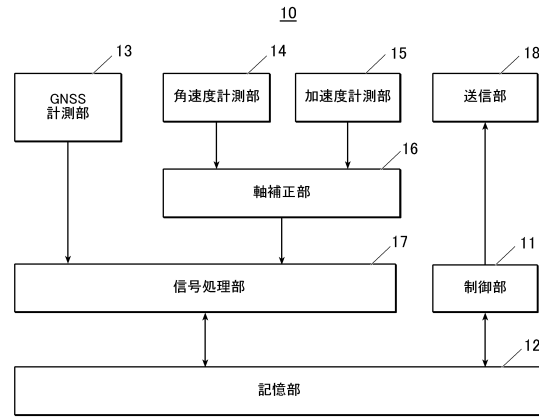 10
13
14
15
18
GNSS
計測部
角速度計測部
加速度計測部
送信部
16
軸補正部
17
11
信号処理部
制御部
12
記憶部